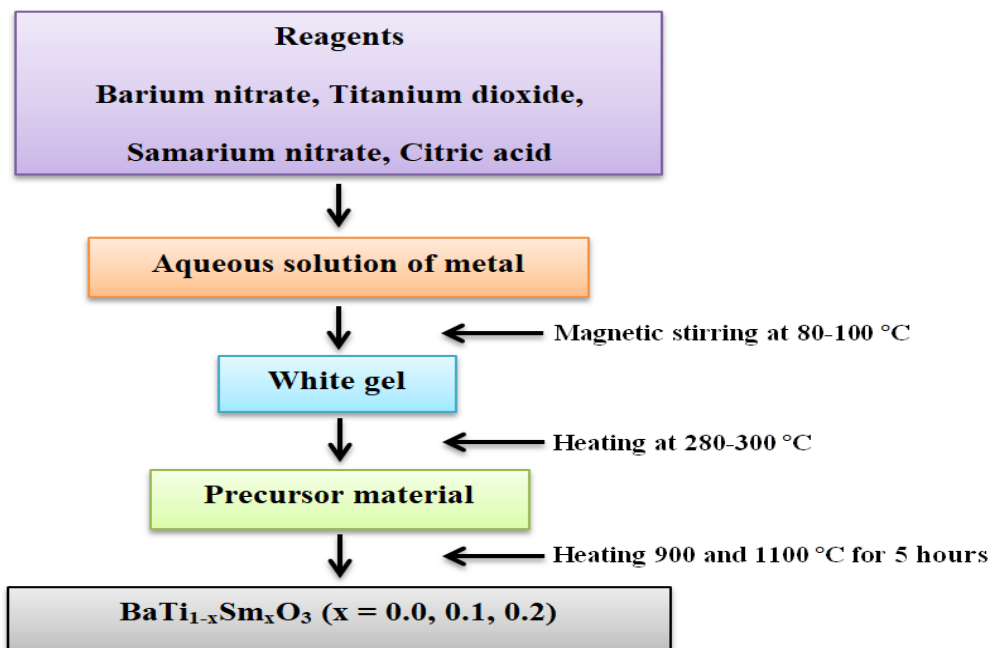 Reagents
Barium nitrate, Titanium dioxide,
Samarium nitrate, Citric acid
Aqueous solution of metal
Magnetic stirring at 80-100 °C
White gel
Heating at 280-300 °C
Precursor material
Heating 900 and 1100 °C for 5 hours
BaTi₁₋ₓSmₓO₃ (x = 0.0, 0.1, 0.2)